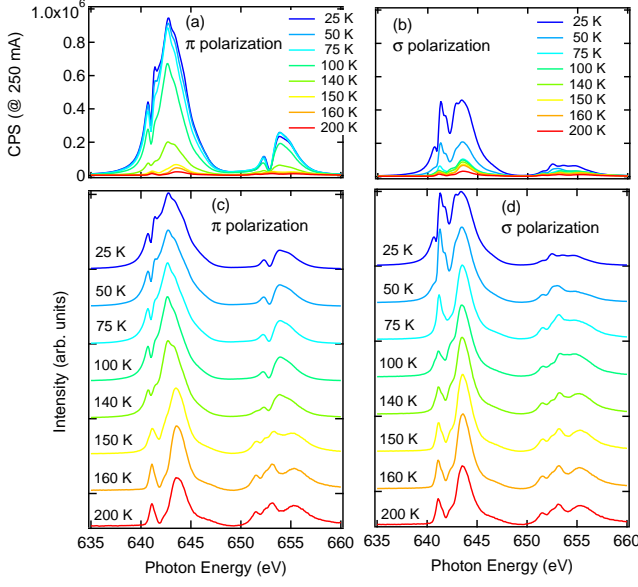 1.0x10⁶
0.8
0.6
0.4
0.2
0
CPS (@ 250 mA)
(a)
π polarization
25 K
50 K
75 K
100 K
140 K
150 K
160 K
200 K
(b)
σ polarization
25 K
50 K
75 K
100 K
140 K
150 K
160 K
200 K
Intensity (arb. units)
(c)
π polarization
25 K
50 K
75 K
100 K
140 K
150 K
160 K
200 K
635 640 645 650 655 660
Photon Energy (eV)
(d)
σ polarization
25 K
50 K
75 K
100 K
140 K
150 K
160 K
200 K
635 640 645 650 655 660
Photon Energy (eV)